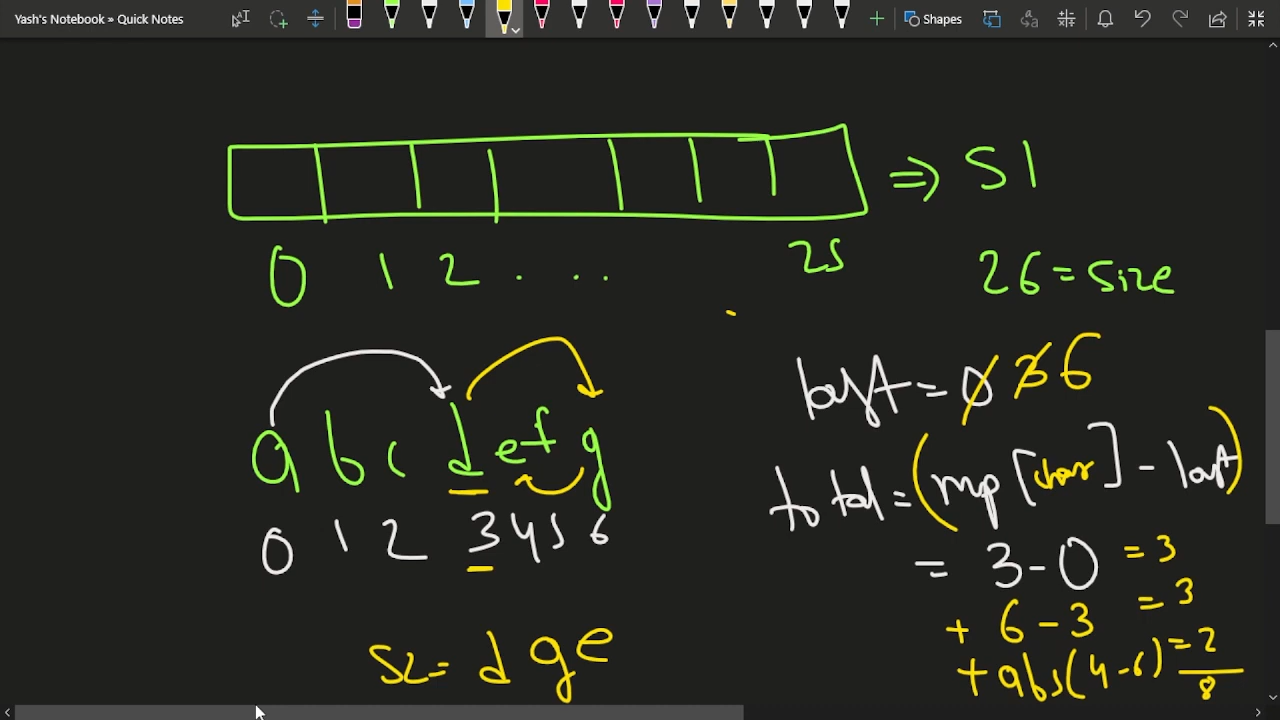 Yash's Notebook » Quick Notes
Shapes
⇒ S1
0 1 2 . . . 25
26 = size
last = 0 3 6
a b c d e f g
total = (mp[char] - last)
0 1 2 3 4 5 6
= 3 - 0 = 3
+ 6 - 3 = 3
S2 = d g e
+ abs(4-6) = 2
8